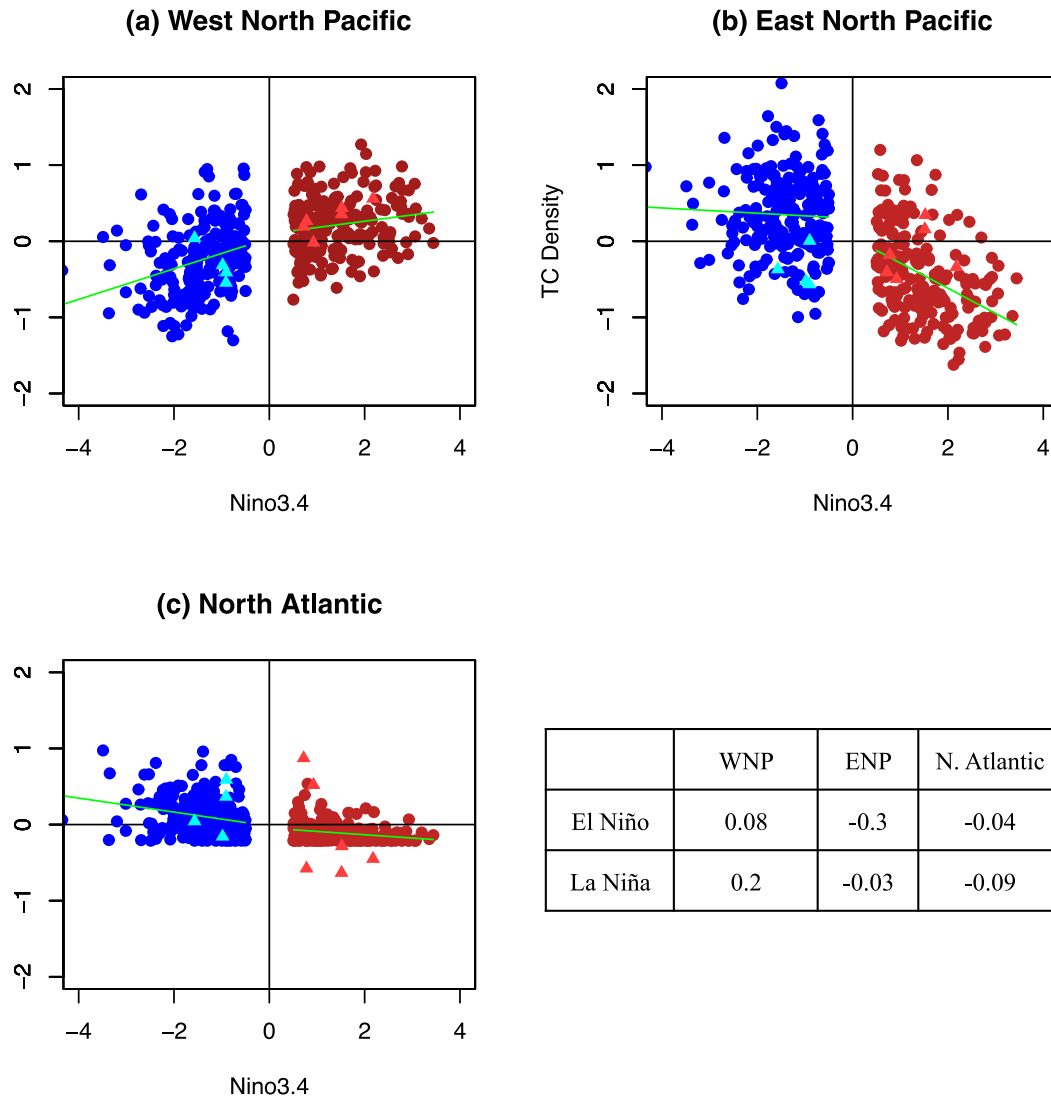 (a) West North Pacific
2
1
0
−1
−2
−4 −2 0 2 4
Nino3.4
(b) East North Pacific
TC Density
2
1
0
−1
−2
−4 −2 0 2 4
Nino3.4
(c) North Atlantic
2
1
0
−1
−2
−4 −2 0 2 4
Nino3.4
WNP ENP N. Atlantic
El Niño 0.08 -0.3 -0.04
La Niña 0.2 -0.03 -0.09